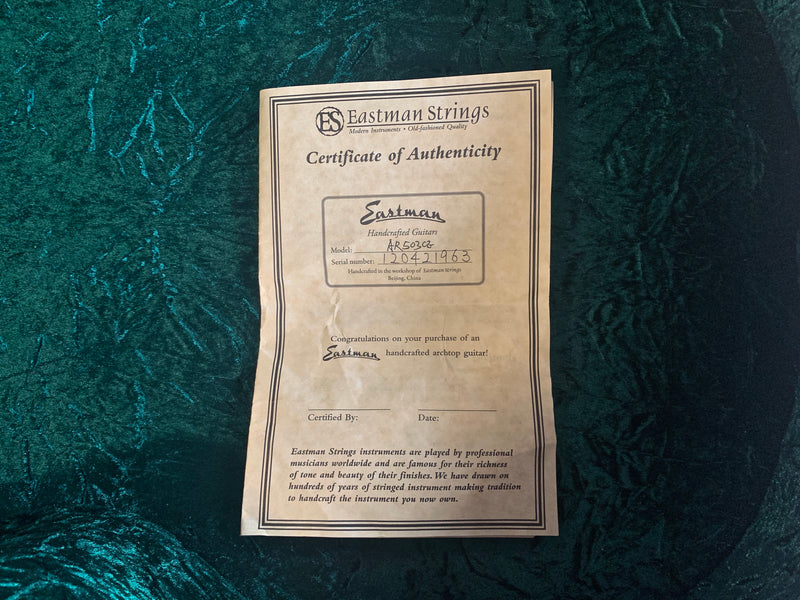 ES Eastman Strings
Modern Instruments • Old-fashioned Quality
Certificate of Authenticity
Eastman
Handcrafted Guitars
Model: AR503CE
Serial number: 120421963
Handcrafted in the workshop of Eastman Strings
Beijing, China
Congratulations on your purchase of an
Eastman handcrafted archtop guitar!
Certified By: Date:
Eastman Strings instruments are played by professional
musicians worldwide and are famous for their richness
of tone and beauty of their finishes. We have drawn on
hundreds of years of stringed instrument making tradition
to handcraft the instrument you now own.